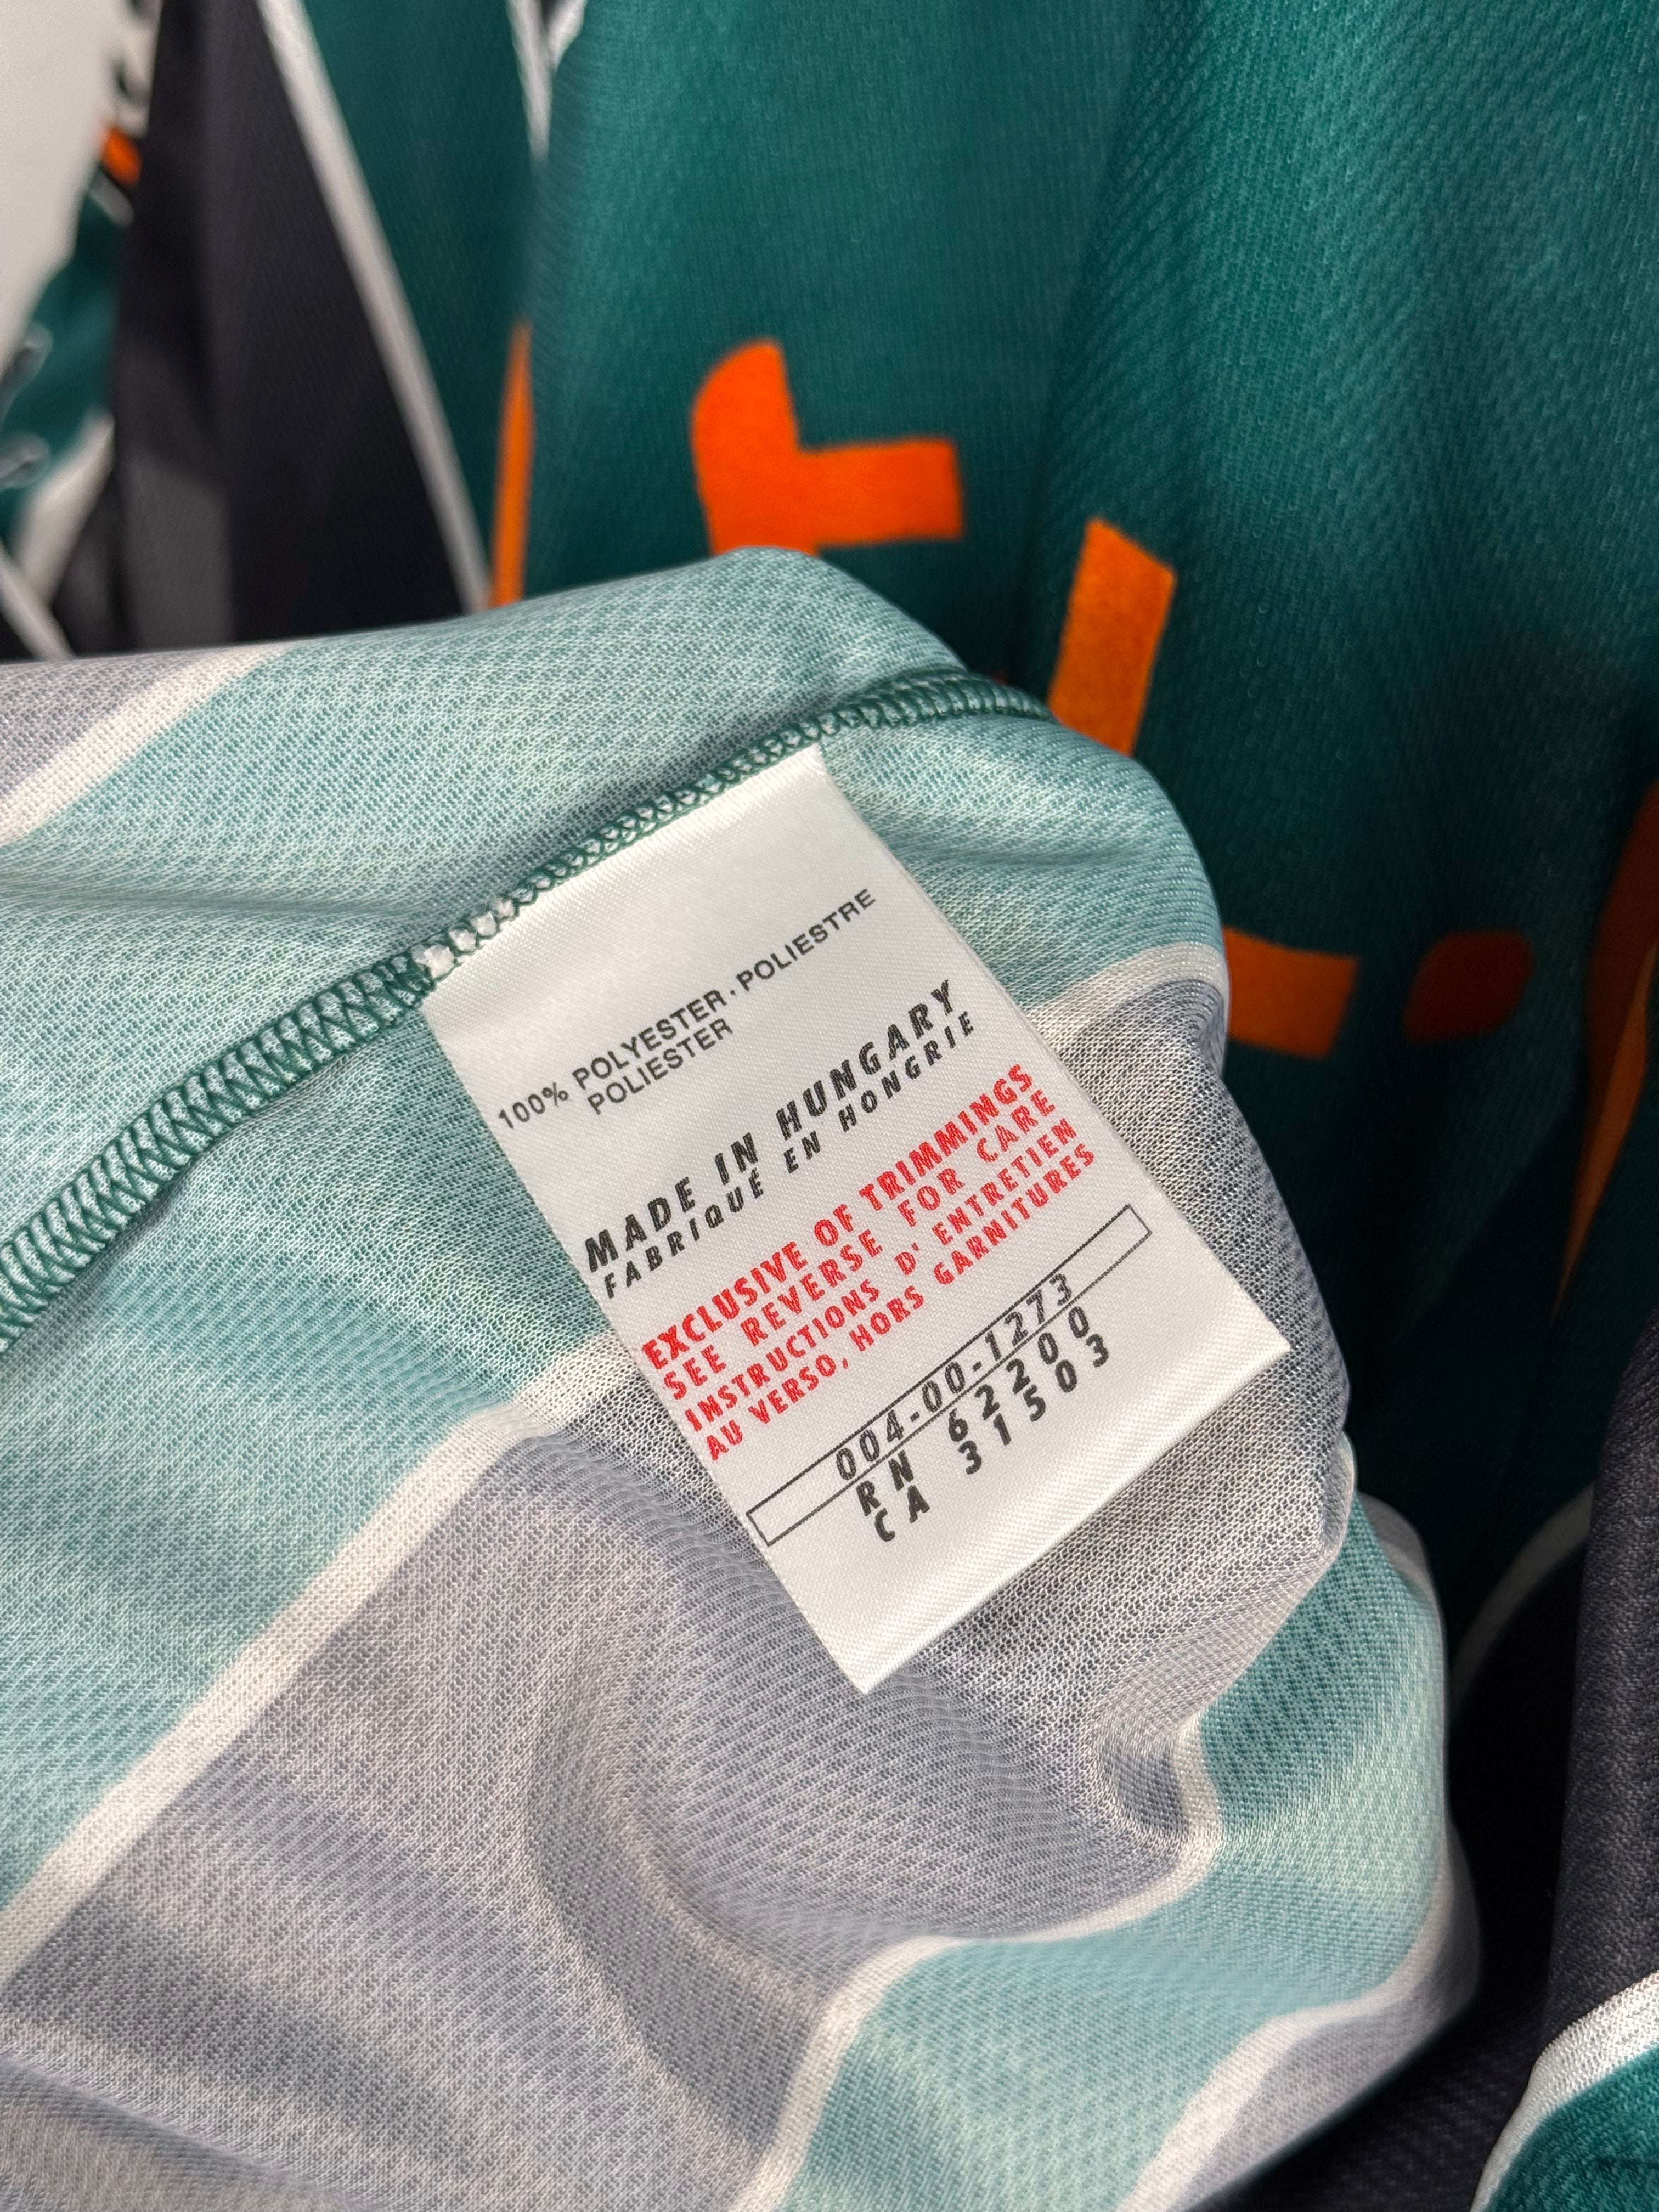 100% POLYESTER·POLIESTRE
POLIESTER
MADE IN HUNGARY
FABRIQUÉ EN HONGRIE
EXCLUSIVE OF TRIMMINGS
SEE REVERSE FOR CARE
INSTRUCTIONS D' ENTRETIEN
AU VERSO, HORS GARNITURES
004-00-1273
RN 62200
CA 31503